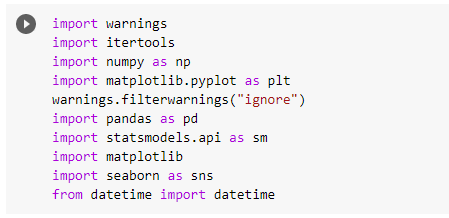 import warnings
import itertools
import numpy as np
import matplotlib.pyplot as plt
warnings.filterwarnings("ignore")
import pandas as pd
import statsmodels.api as sm
import matplotlib
import seaborn as sns
from datetime import datetime